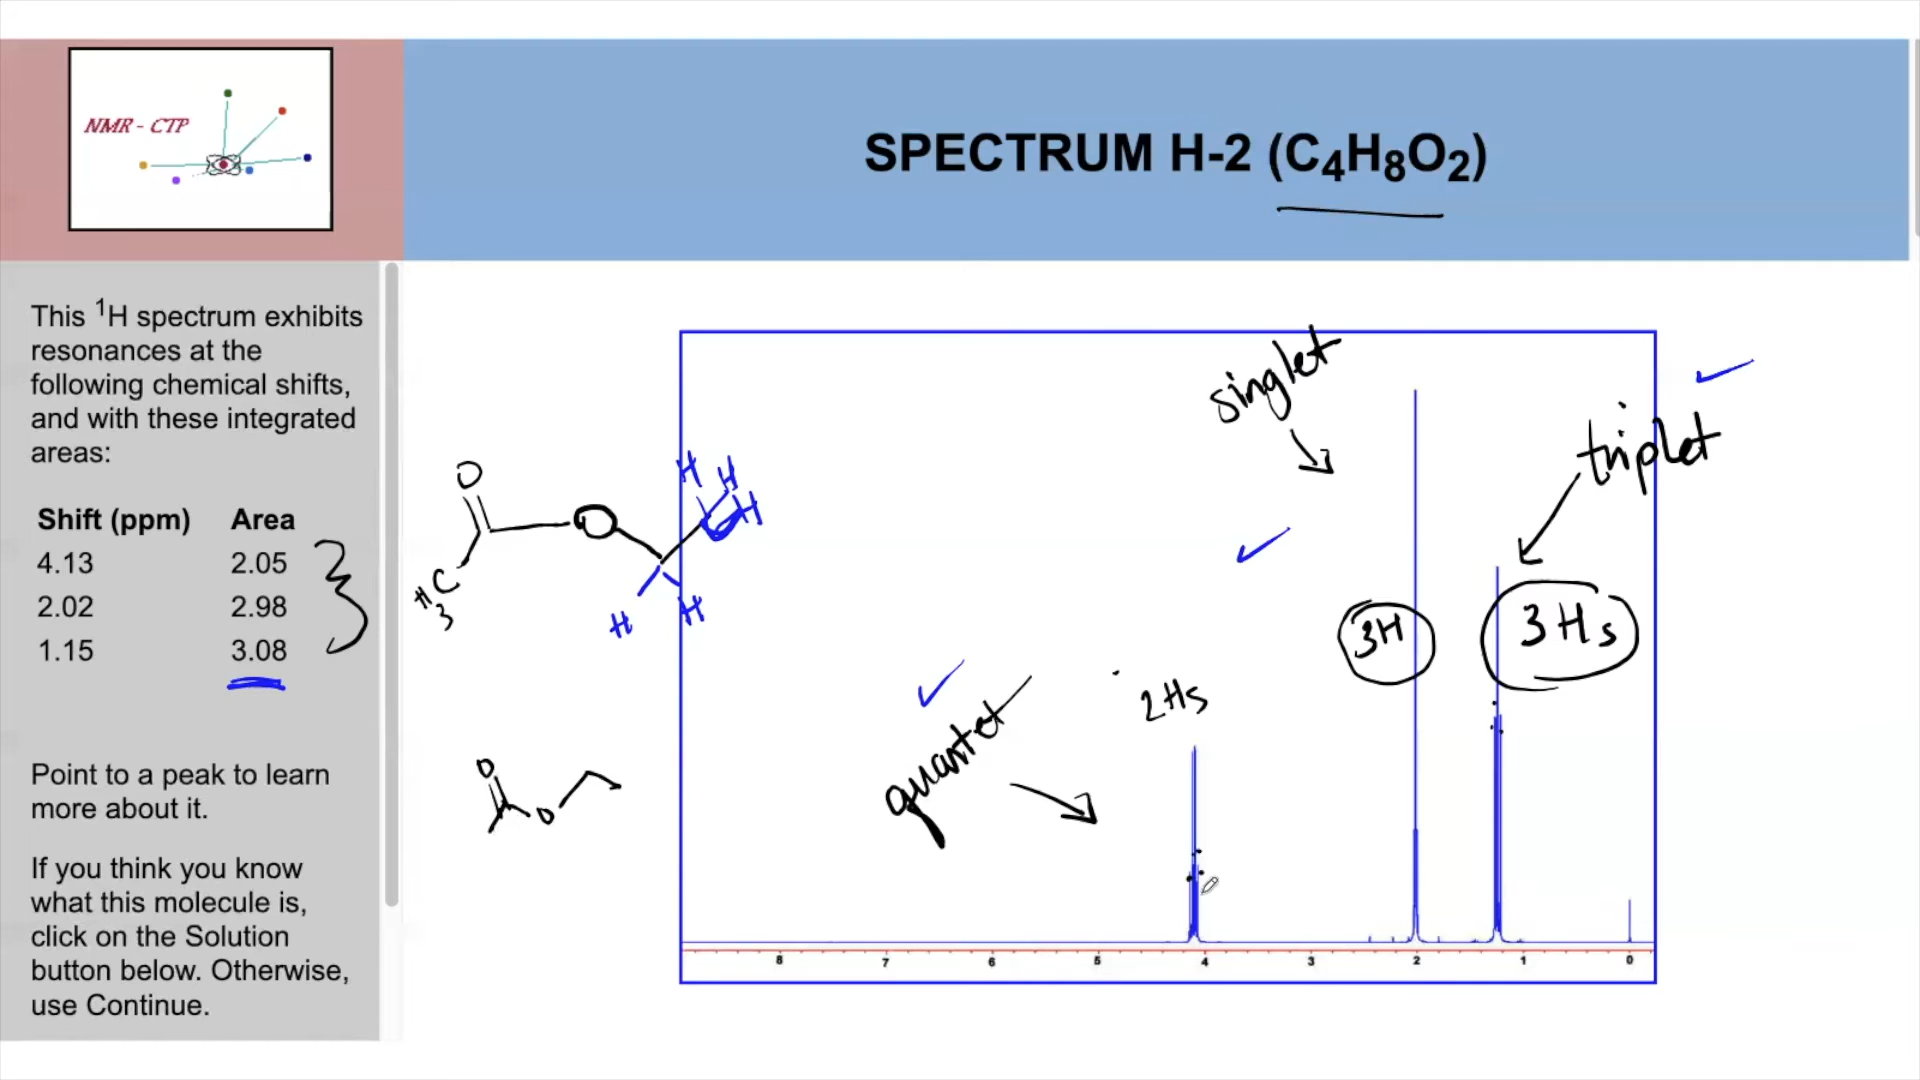 NMR - CTP
SPECTRUM H-2 (C₄H₈O₂)
This ¹H spectrum exhibits
resonances at the
following chemical shifts,
and with these integrated
areas:
Shift (ppm) Area
4.13 2.05
2.02 2.98
1.15 3.08
Point to a peak to learn
more about it.
If you think you know
what this molecule is,
click on the Solution
button below. Otherwise,
use Continue.
O
O
H₃C
H H
H
H H
O
O
singlet
triplet
3H
3Hs
2Hs
quartet
8 7 6 5 4 3 2 1 0